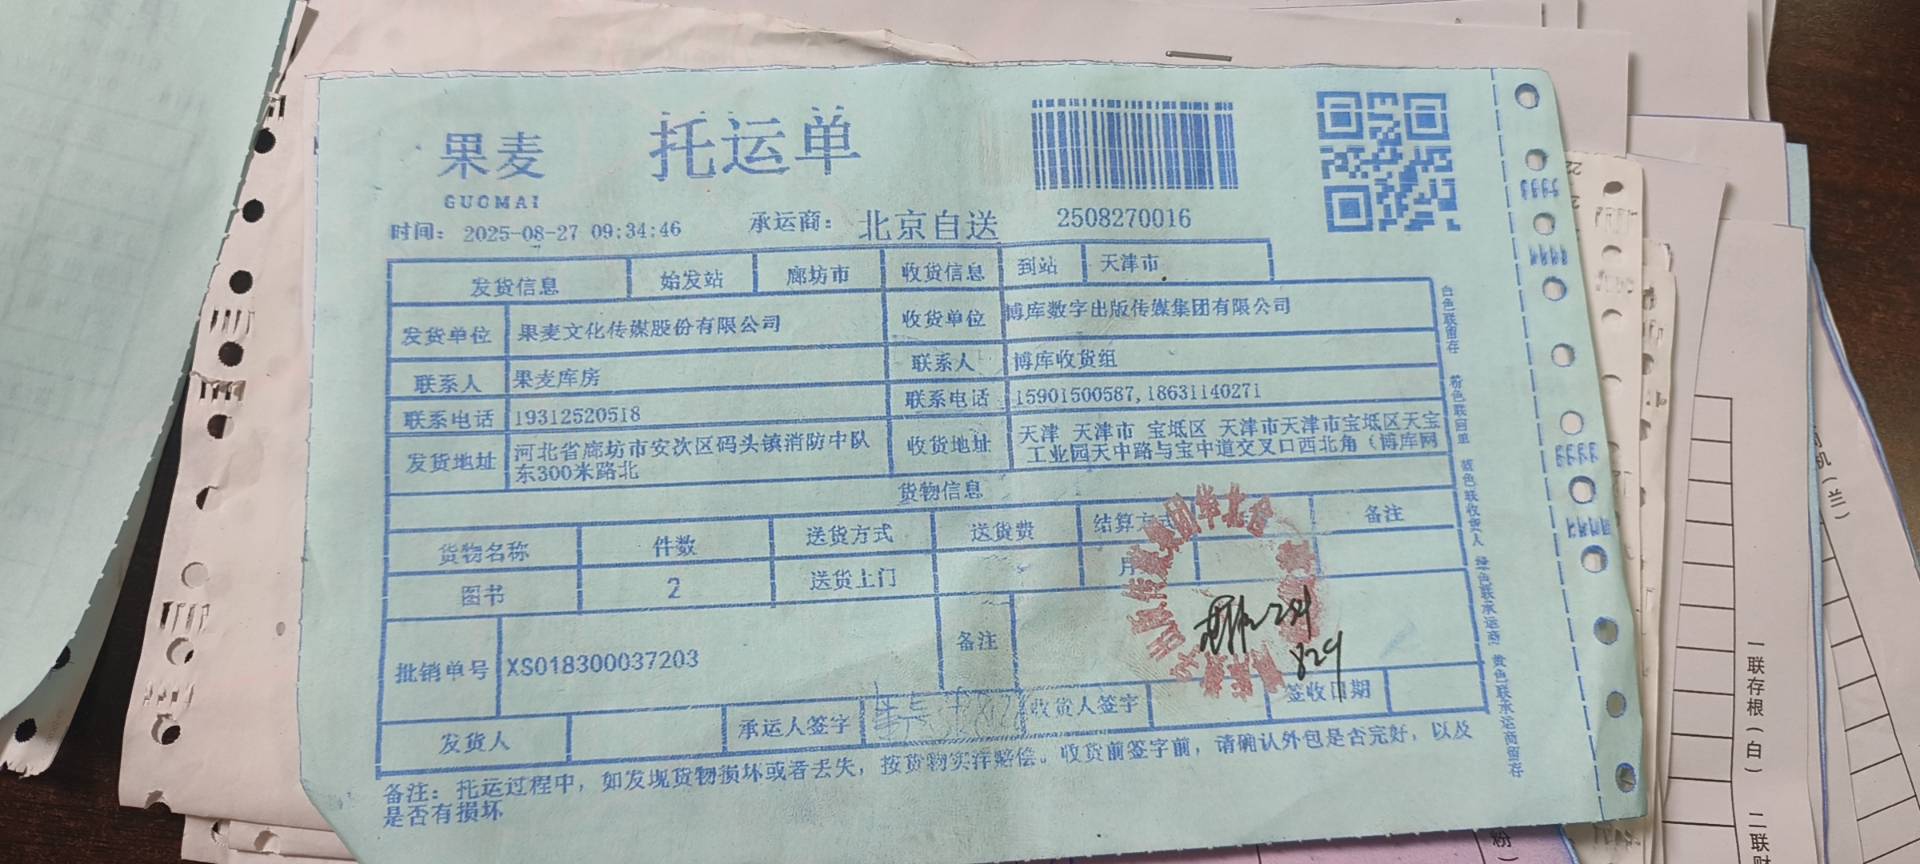 果麦
GUOMAI
托运单
时间: 2025-08-27 09:34:46
承运商: 北京自送
2508270016
发货信息 始发站 廊坊市 收货信息 到站 天津市
发货单位 果麦文化传媒股份有限公司 收货单位 博库数字出版传媒集团有限公司
联系人 果麦库房 联系人 博库收货组
联系电话 19312520518 联系电话 15901500587,18631140271
发货地址 河北省廊坊市安次区码头镇消防中队
东300米路北
收货地址 天津 天津市 宝坻区 天津市天津市宝坻区天宝
工业园天中路与宝中道交叉口西北角（博库网
货物信息
货物名称 件数 送货方式 送货费 结算方式 备注
图书 2 送货上门 月
批销单号 XS018300037203 备注
829
发货人 承运人签字 收货人签字 签收日期
备注: 托运过程中，如发现货物损坏或者丢失，按货物实洋赔偿。收货前签字前，请确认外包是否完好，以及
是否有损坏
白色联留存 粉色联回单 蓝色联收货人 绿色联承运商 黄色联承运商留存
一联存根（白） 二联财